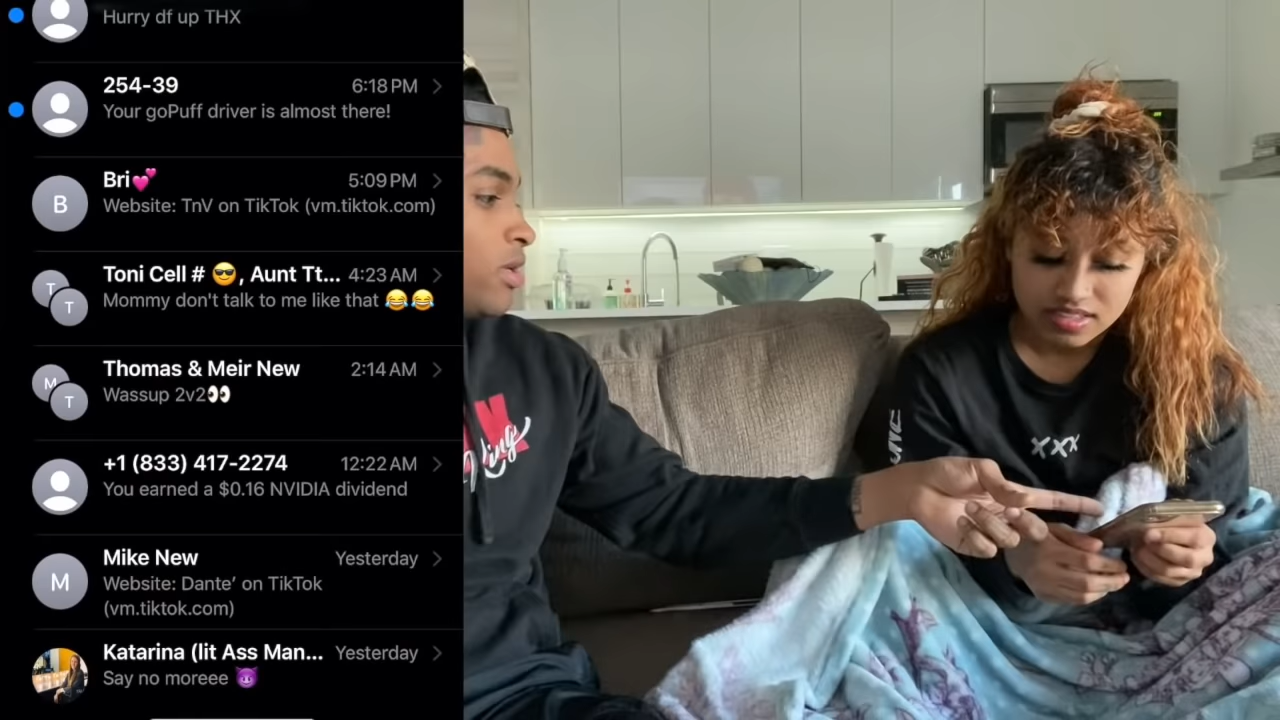 Hurry df up THX
254-39
6:18 PM
Your goPuff driver is almost there!
Bri💕
5:09 PM
Website: TnV on TikTok (vm.tiktok.com)
B
Toni Cell # 😎, Aunt Tt...
4:23 AM
Mommy don't talk to me like that 😂😂
T
T
Thomas & Meir New
2:14 AM
Wassup 2v2👀
M
T
+1 (833) 417-2274
12:22 AM
You earned a $0.16 NVIDIA dividend
Mike New
Yesterday
Website: Dante’ on TikTok
(vm.tiktok.com)
M
Katarina (lit Ass Man...
Yesterday
Say no moreee 😈
XXX